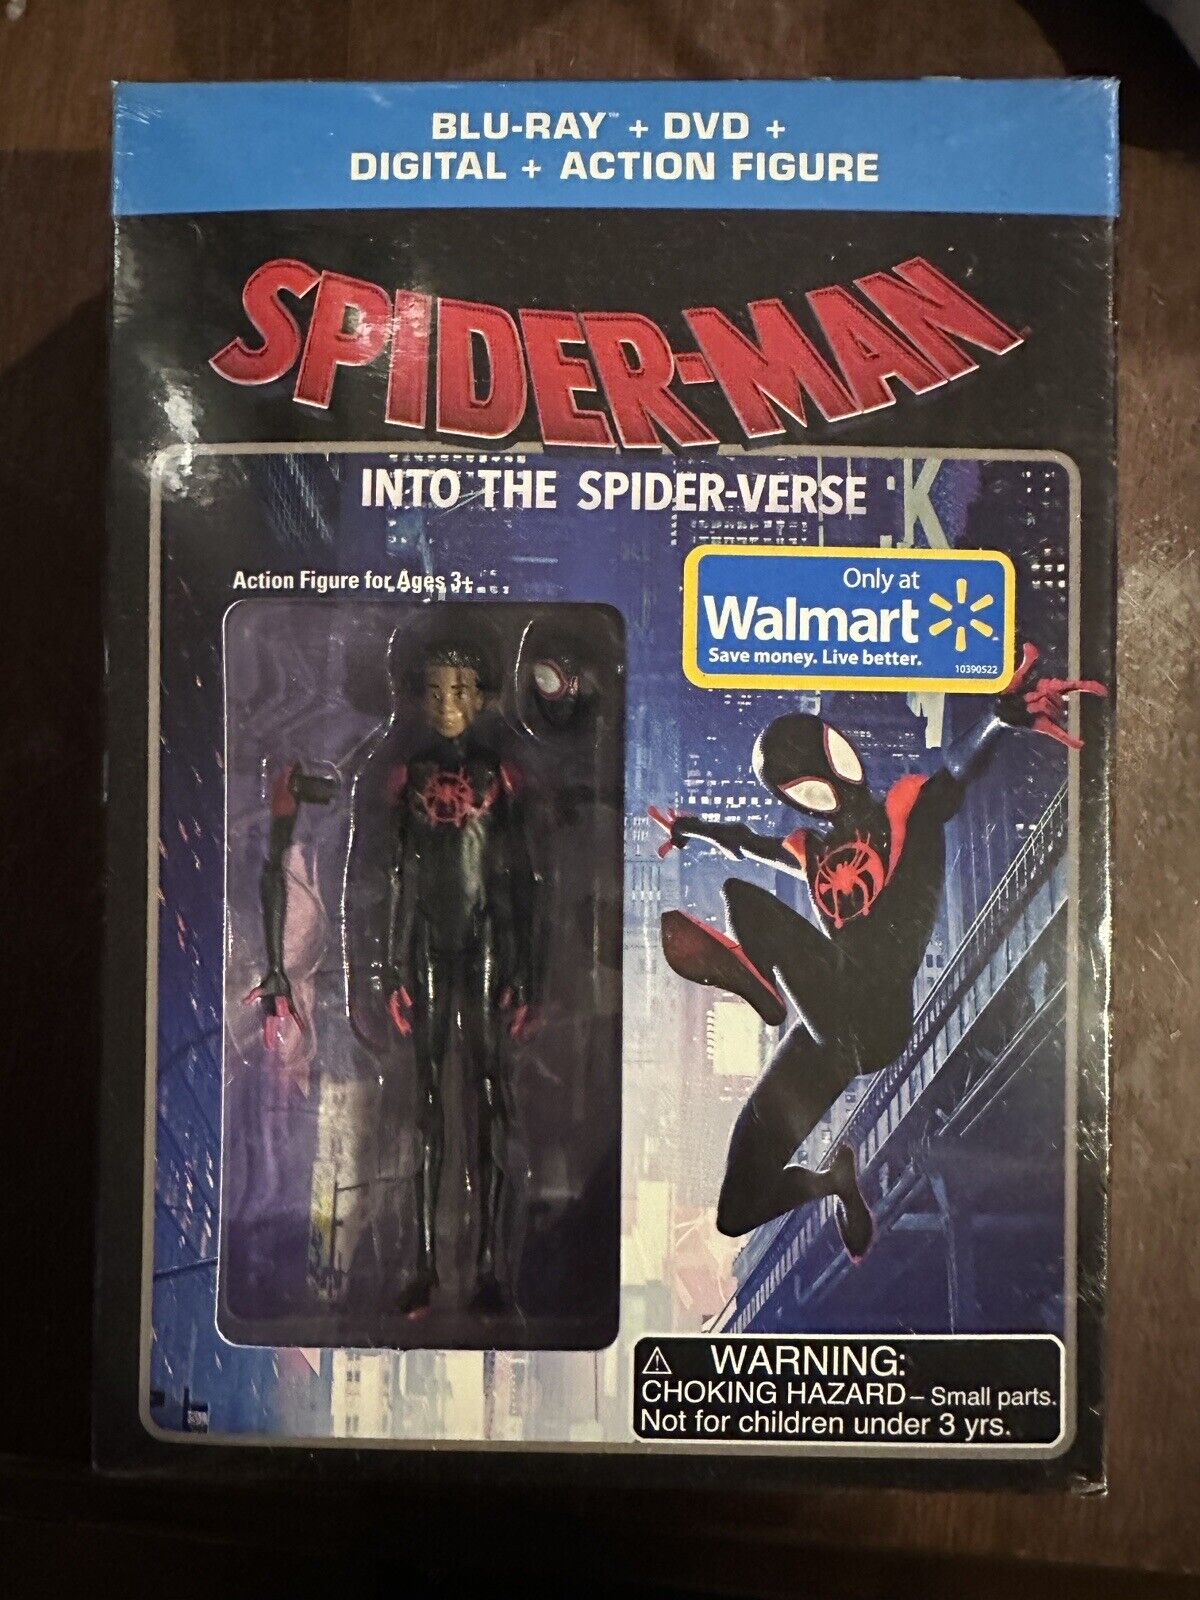 BLU-RAY™ + DVD +
DIGITAL + ACTION FIGURE
SPIDER-MAN
INTO THE SPIDER-VERSE
Action Figure for Ages 3+
Only at
Walmart
Save money. Live better.
10390522
WARNING:
CHOKING HAZARD – Small parts.
Not for children under 3 yrs.